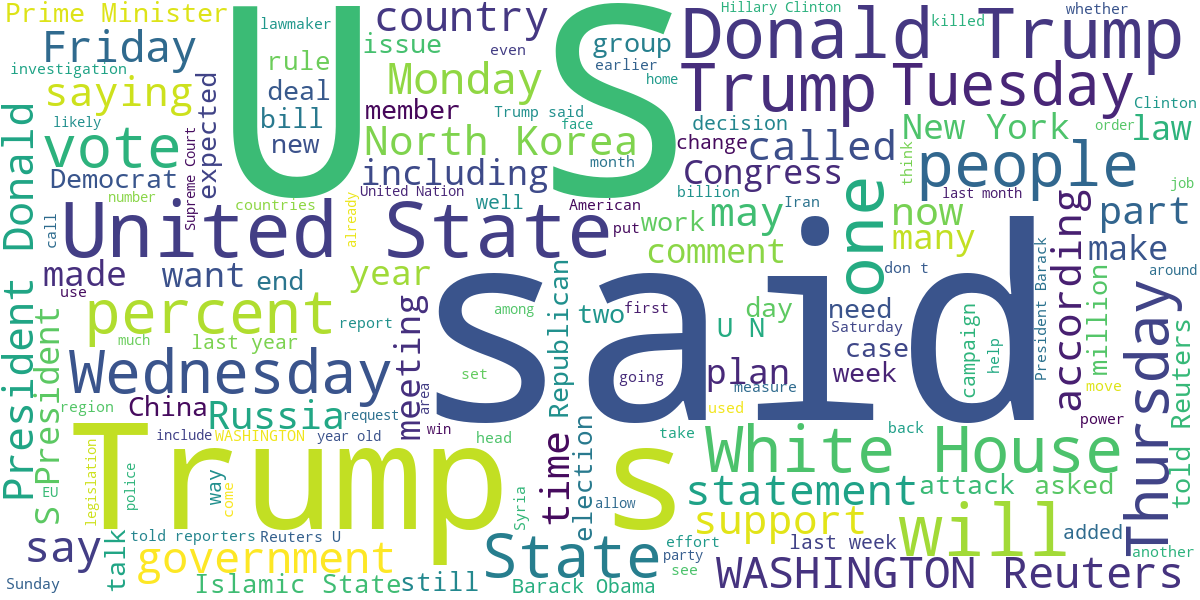 Prime Minister
lawmaker
U S
country
Hillary Clinton
whether
Donald Trump
killed
Friday
rule
issue
even
group
earlier
investigation
saying
deal
Monday
home
Trump
Tuesday
likely
vote
bill
new
member
Trump said
face
decision
Clinton
North Korea
month
change
called
New York
order
law
Democrat
Supreme Court
expected
including
Congress
think
people
number
countries
United Nation
well
American
billion
Iran
last month
job
President Donald
call
United State
already
put
work
may
one
now
part
comment
many
according
make
made
want
end
year
said
don t
President Barack
around
use
percent
report
meeting
among
Republican
two
first
day
U N
need
Saturday
campaign
million
Thursday
s President
much
last year
help
case
Wednesday
set
going
plan
measure
week
move
region
China
Russia
request
area
used
power
told Reuters
Trump s
include
WASHINGTON
year old
win
head
time
election
take
back
White House
legislation
police
way
come
EU
Syria
allow
statement
attack
asked
say
talk
told reporters
Reuters U
effort
support
last week
will
added
another
government
State
party
see
WASHINGTON Reuters
Sunday
Islamic State
still
Barack Obama